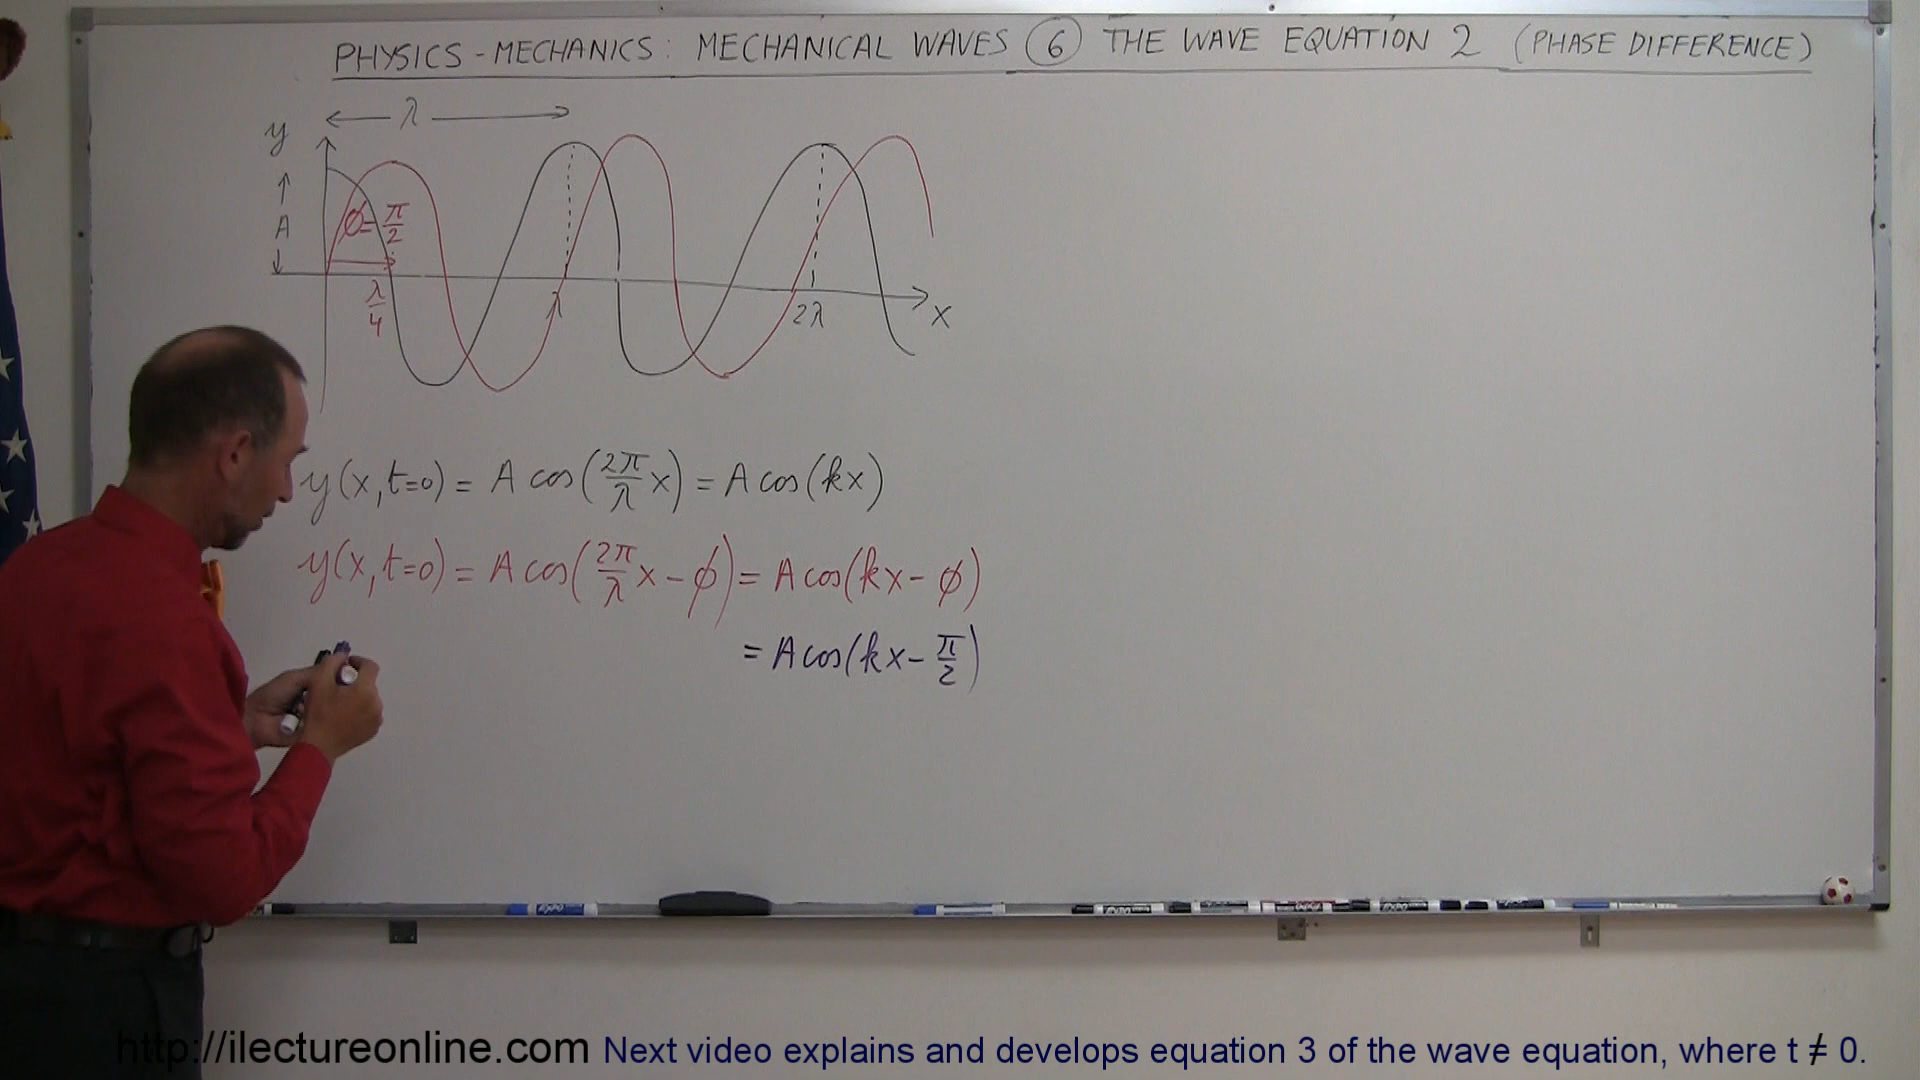 PHYSICS - MECHANICS: MECHANICAL WAVES ⑥ THE WAVE EQUATION 2 (PHASE DIFFERENCE)
λ
y
A
φ = π/2
λ/4
λ
2λ
x
y(x, t=0) = A cos(2π/λ x) = A cos(kx)
y(x, t=0) = A cos(2π/λ x - φ) = A cos(kx - φ)
= A cos(kx - π/2)
http://ilectureonline.com Next video explains and develops equation 3 of the wave equation, where t ≠ 0.